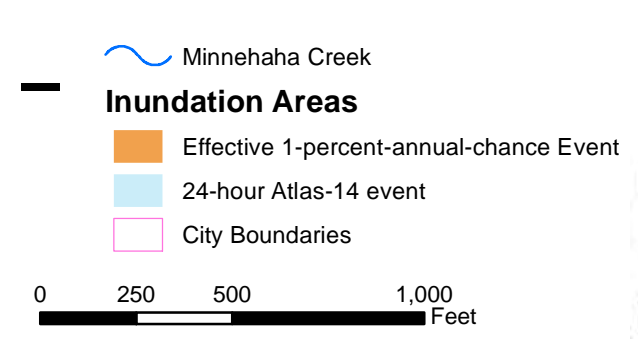 Minnehaha Creek
Inundation Areas
Effective 1-percent-annual-chance Event
24-hour Atlas-14 event
City Boundaries
0 250 500 1,000
Feet